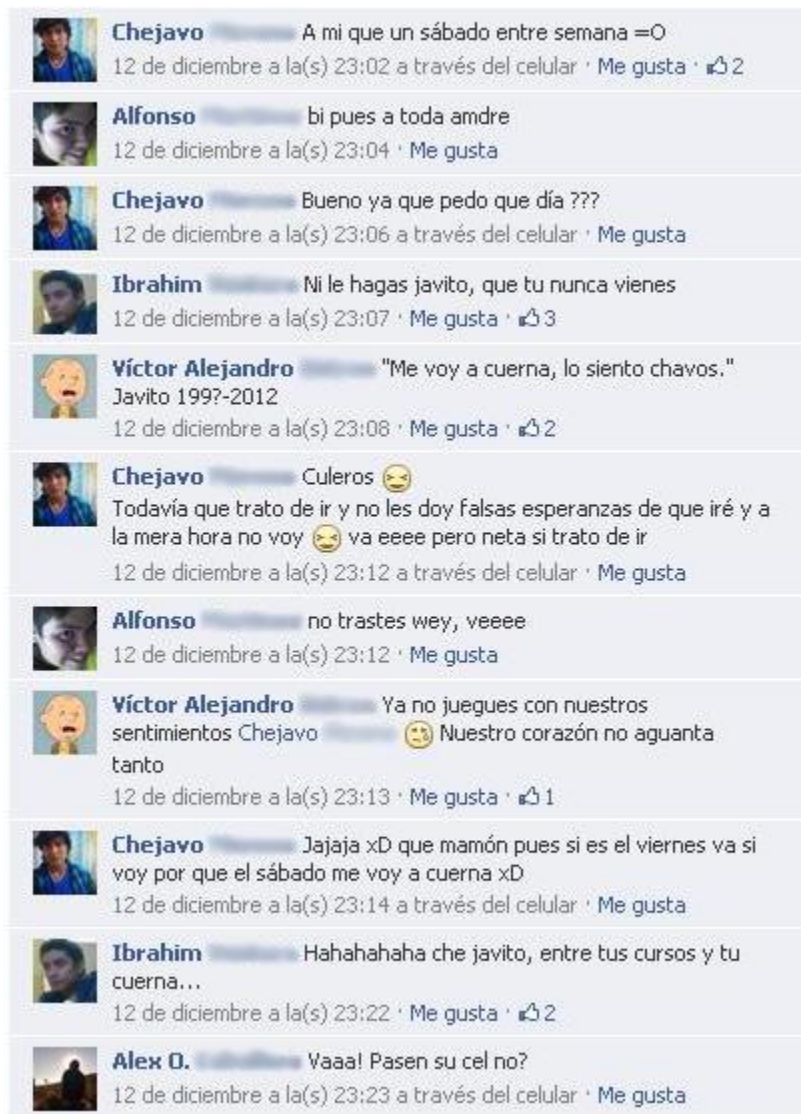 Chejavo A mi que un sábado entre semana =O
12 de diciembre a la(s) 23:02 a través del celular · Me gusta · 2
Alfonso bi pues a toda amdre
12 de diciembre a la(s) 23:04 · Me gusta
Chejavo Bueno ya que pedo que día ???
12 de diciembre a la(s) 23:06 a través del celular · Me gusta
Ibrahim Ni le hagas javito, que tu nunca vienes
12 de diciembre a la(s) 23:07 · Me gusta · 3
Víctor Alejandro "Me voy a cuerna, lo siento chavos."
Javito 199?-2012
12 de diciembre a la(s) 23:08 · Me gusta · 2
Chejavo Culeros
Todavía que trato de ir y no les doy falsas esperanzas de que iré y a
la mera hora no voy va eeee pero neta si trato de ir
12 de diciembre a la(s) 23:12 a través del celular · Me gusta
Alfonso no trastes wey, veeee
12 de diciembre a la(s) 23:12 · Me gusta
Víctor Alejandro Ya no juegues con nuestros
sentimientos Chejavo Nuestro corazón no aguanta
tanto
12 de diciembre a la(s) 23:13 · Me gusta · 1
Chejavo Jajaja xD que mamón pues si es el viernes va si
voy por que el sábado me voy a cuerna xD
12 de diciembre a la(s) 23:14 a través del celular · Me gusta
Ibrahim Hahahahaha che javito, entre tus cursos y tu
cuerna...
12 de diciembre a la(s) 23:22 · Me gusta · 2
Alex O. Vaaa! Pasen su cel no?
12 de diciembre a la(s) 23:23 a través del celular · Me gusta